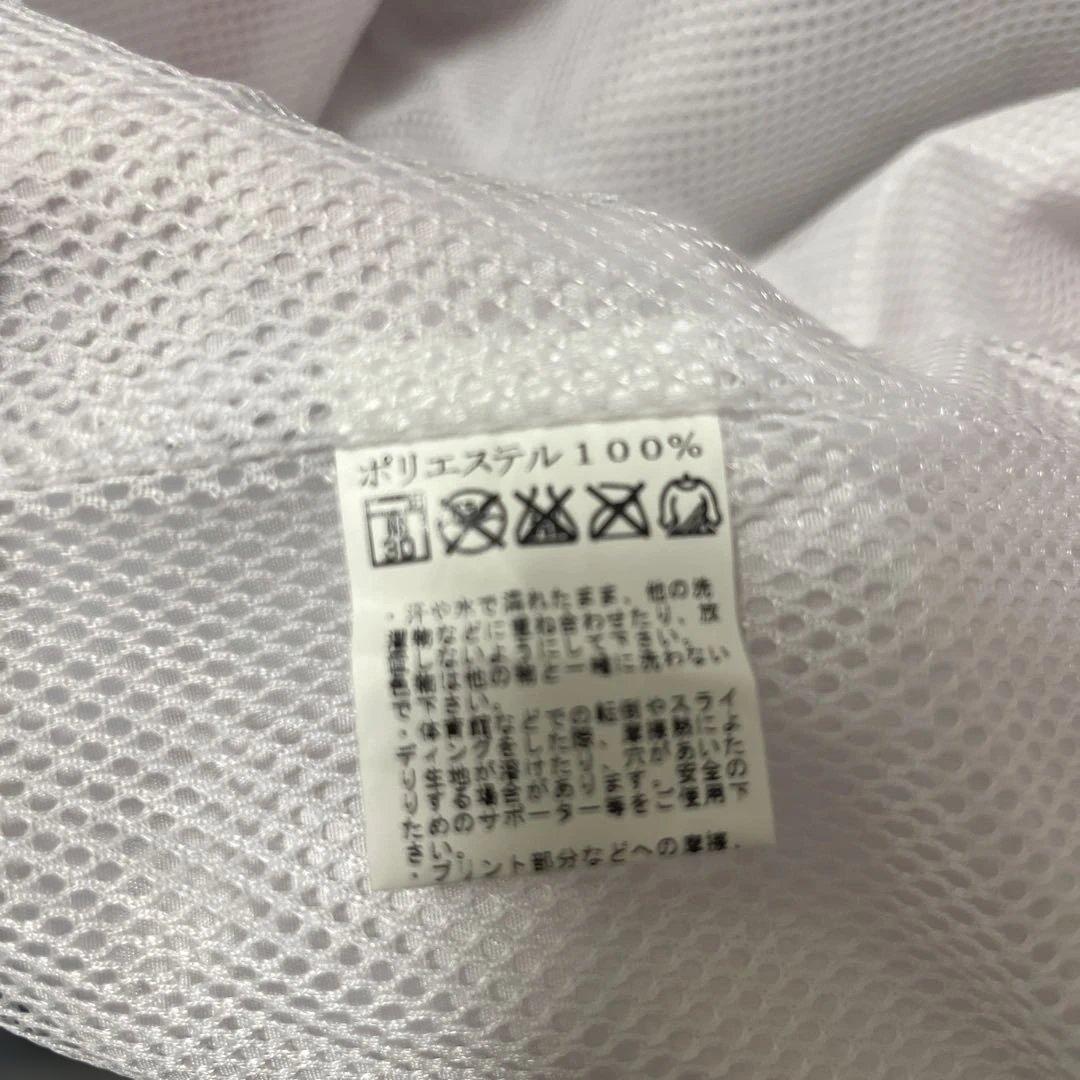 ポリエステル100%
弱
30
・汗や水で濡れたまま、他の洗
濯物などに重ね合わせたり、放
置しないようにして下さい。
色物は他の物と一緒に洗わない
で下さい。
・体育館などでの転倒やスライ
ディングをした際、摩擦熱によ
り生地が溶けたり、穴があいた
りする場合があります。安全の
ためのサポーター等をご使用下
さい。
・プリント部分などへの摩擦、